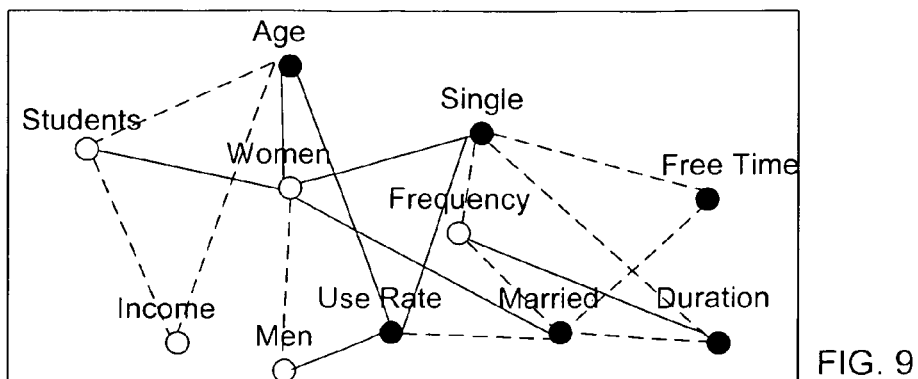 Age
Single
Students
Women
Free Time
Frequency
Income
Use Rate
Married
Duration
Men
FIG. 9